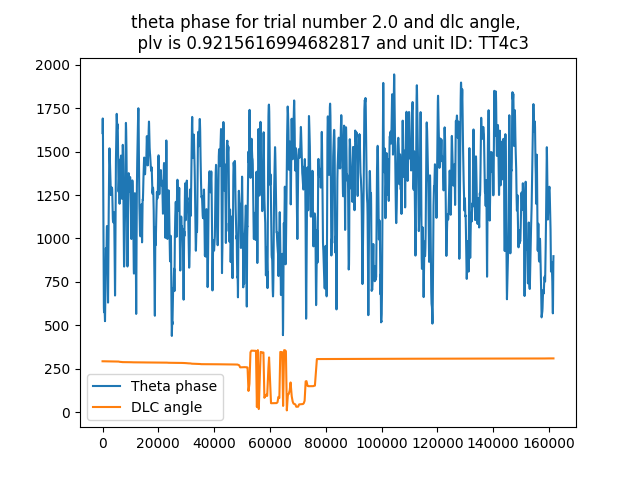 theta phase for trial number 2.0 and dlc angle,
plv is 0.9215616994682817 and unit ID: TT4c3
2000
1750
1500
1250
1000
750
500
250
0
Theta phase
DLC angle
0 20000 40000 60000 80000 100000 120000 140000 160000